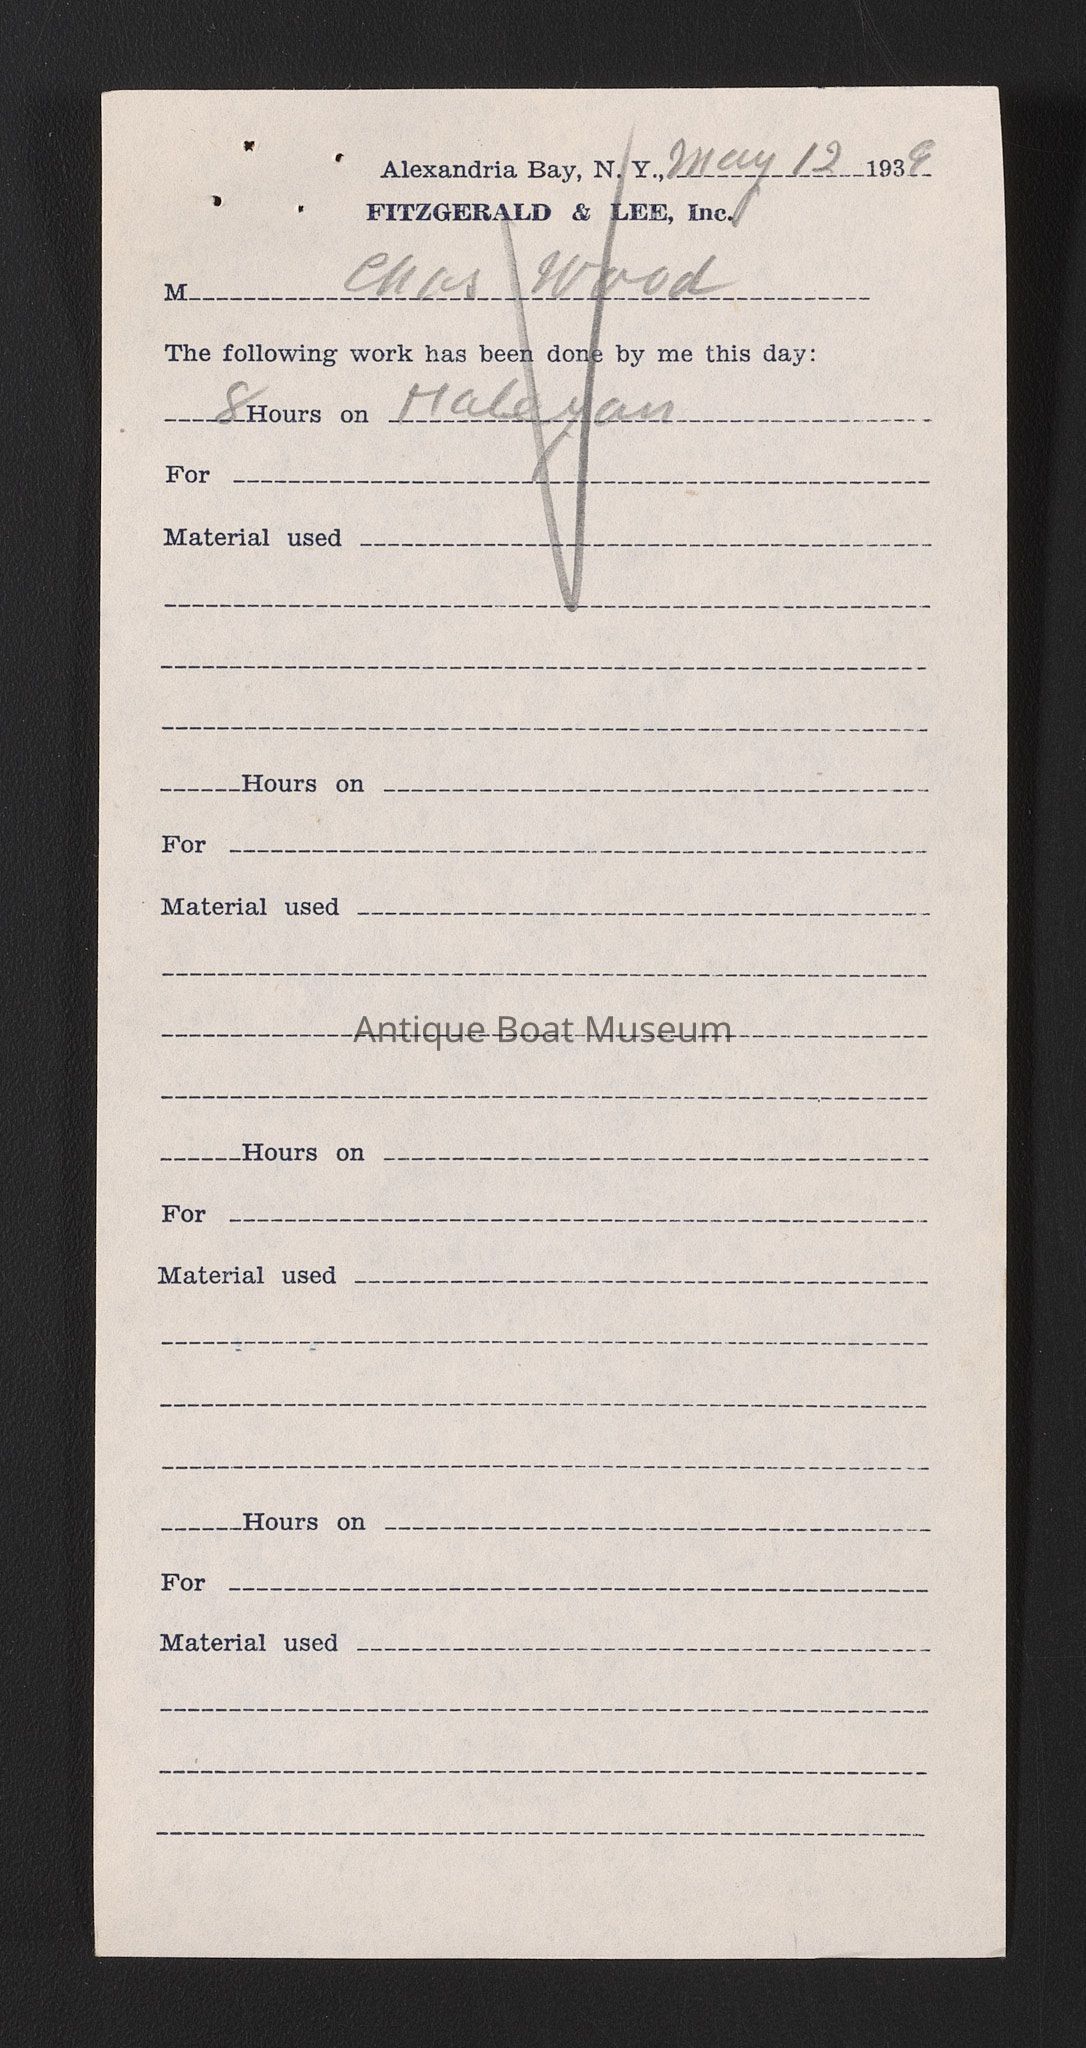 Alexandria Bay, N. Y., May 12 1939
FITZGERALD & LEE, Inc.
M Chas Wood
The following work has been done by me this day:
8 Hours on
For
Material used
Hours on
For
Material used
Antique Boat Museum
Hours on
For
Material used
Hours on
For
Material used